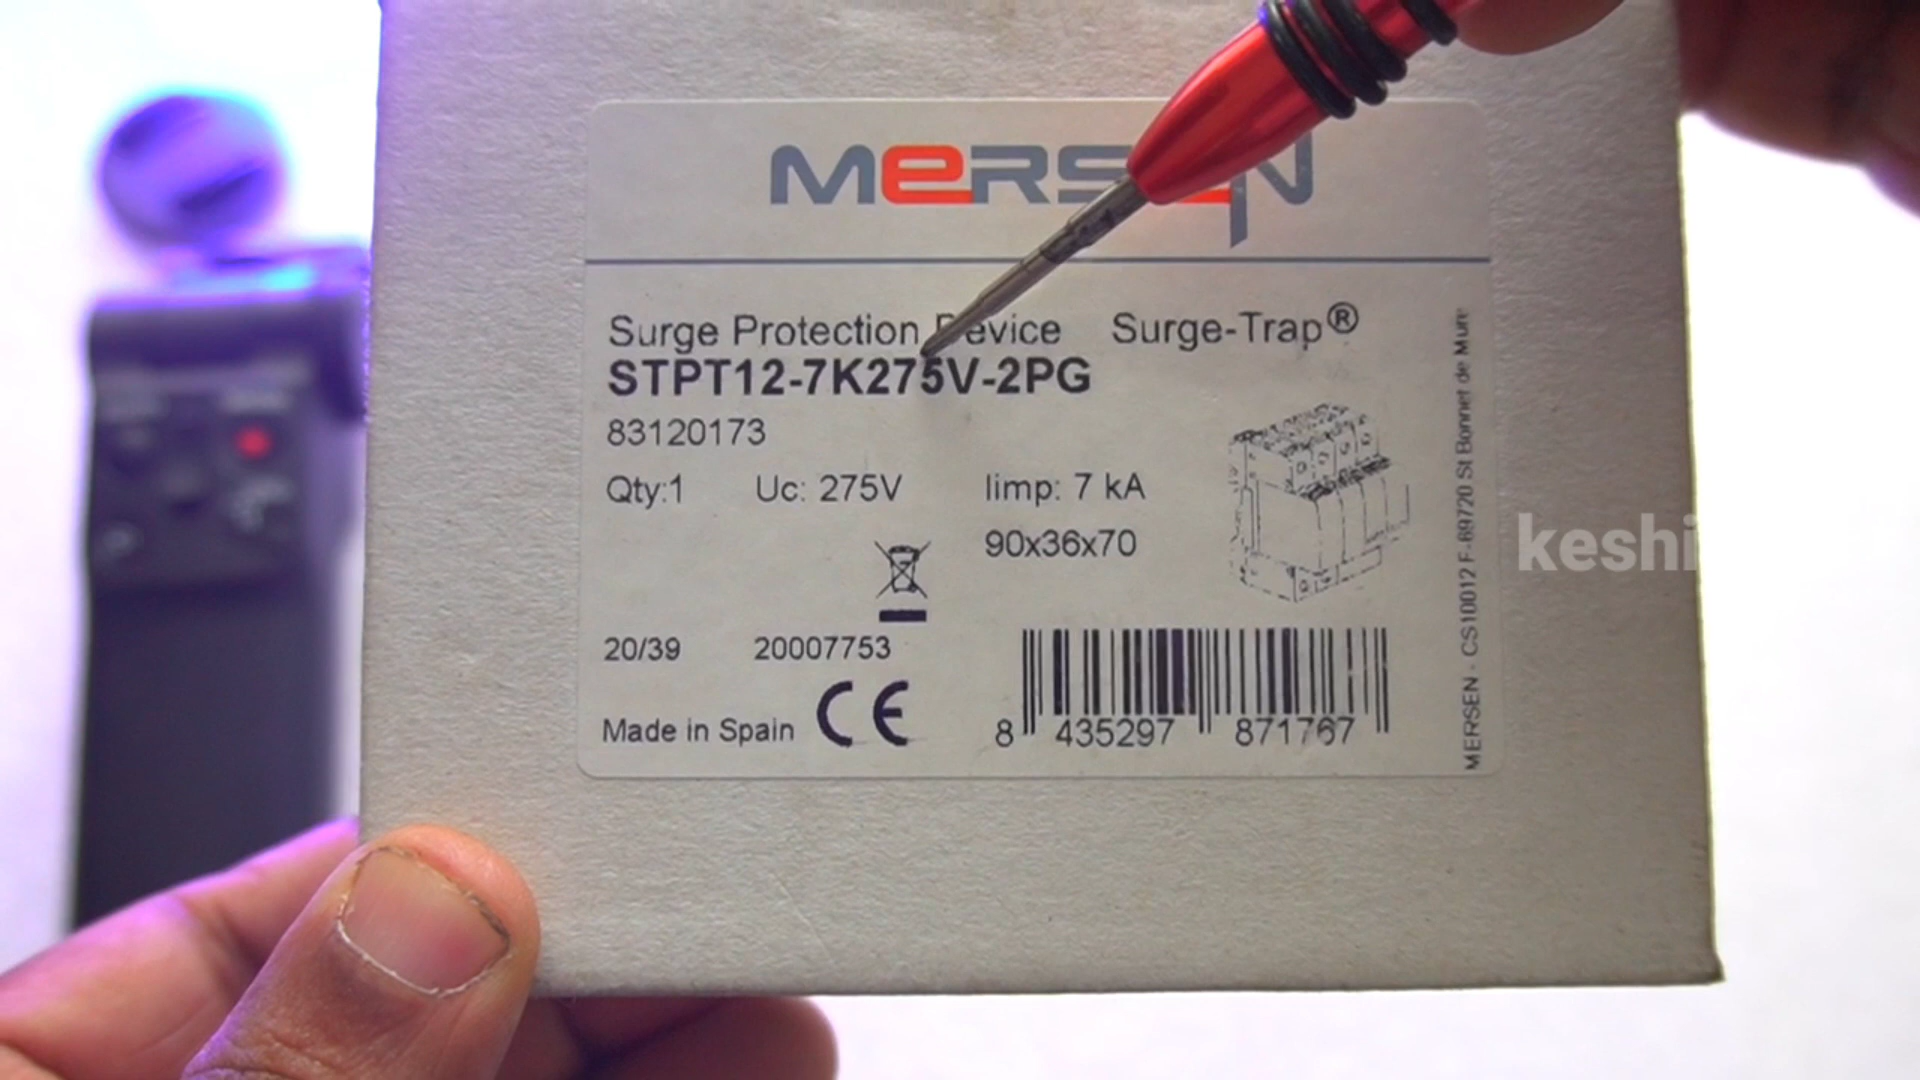 MERSEN
Surge Protection Device Surge-Trap®
STPT12-7K275V-2PG
83120173
Qty:1 Uc: 275V Iimp: 7 kA
90x36x70
20/39 20007753
Made in Spain CE
8 435297 871767
MERSEN - CS10012 F-69720 St Bonnet de Mure
keshi